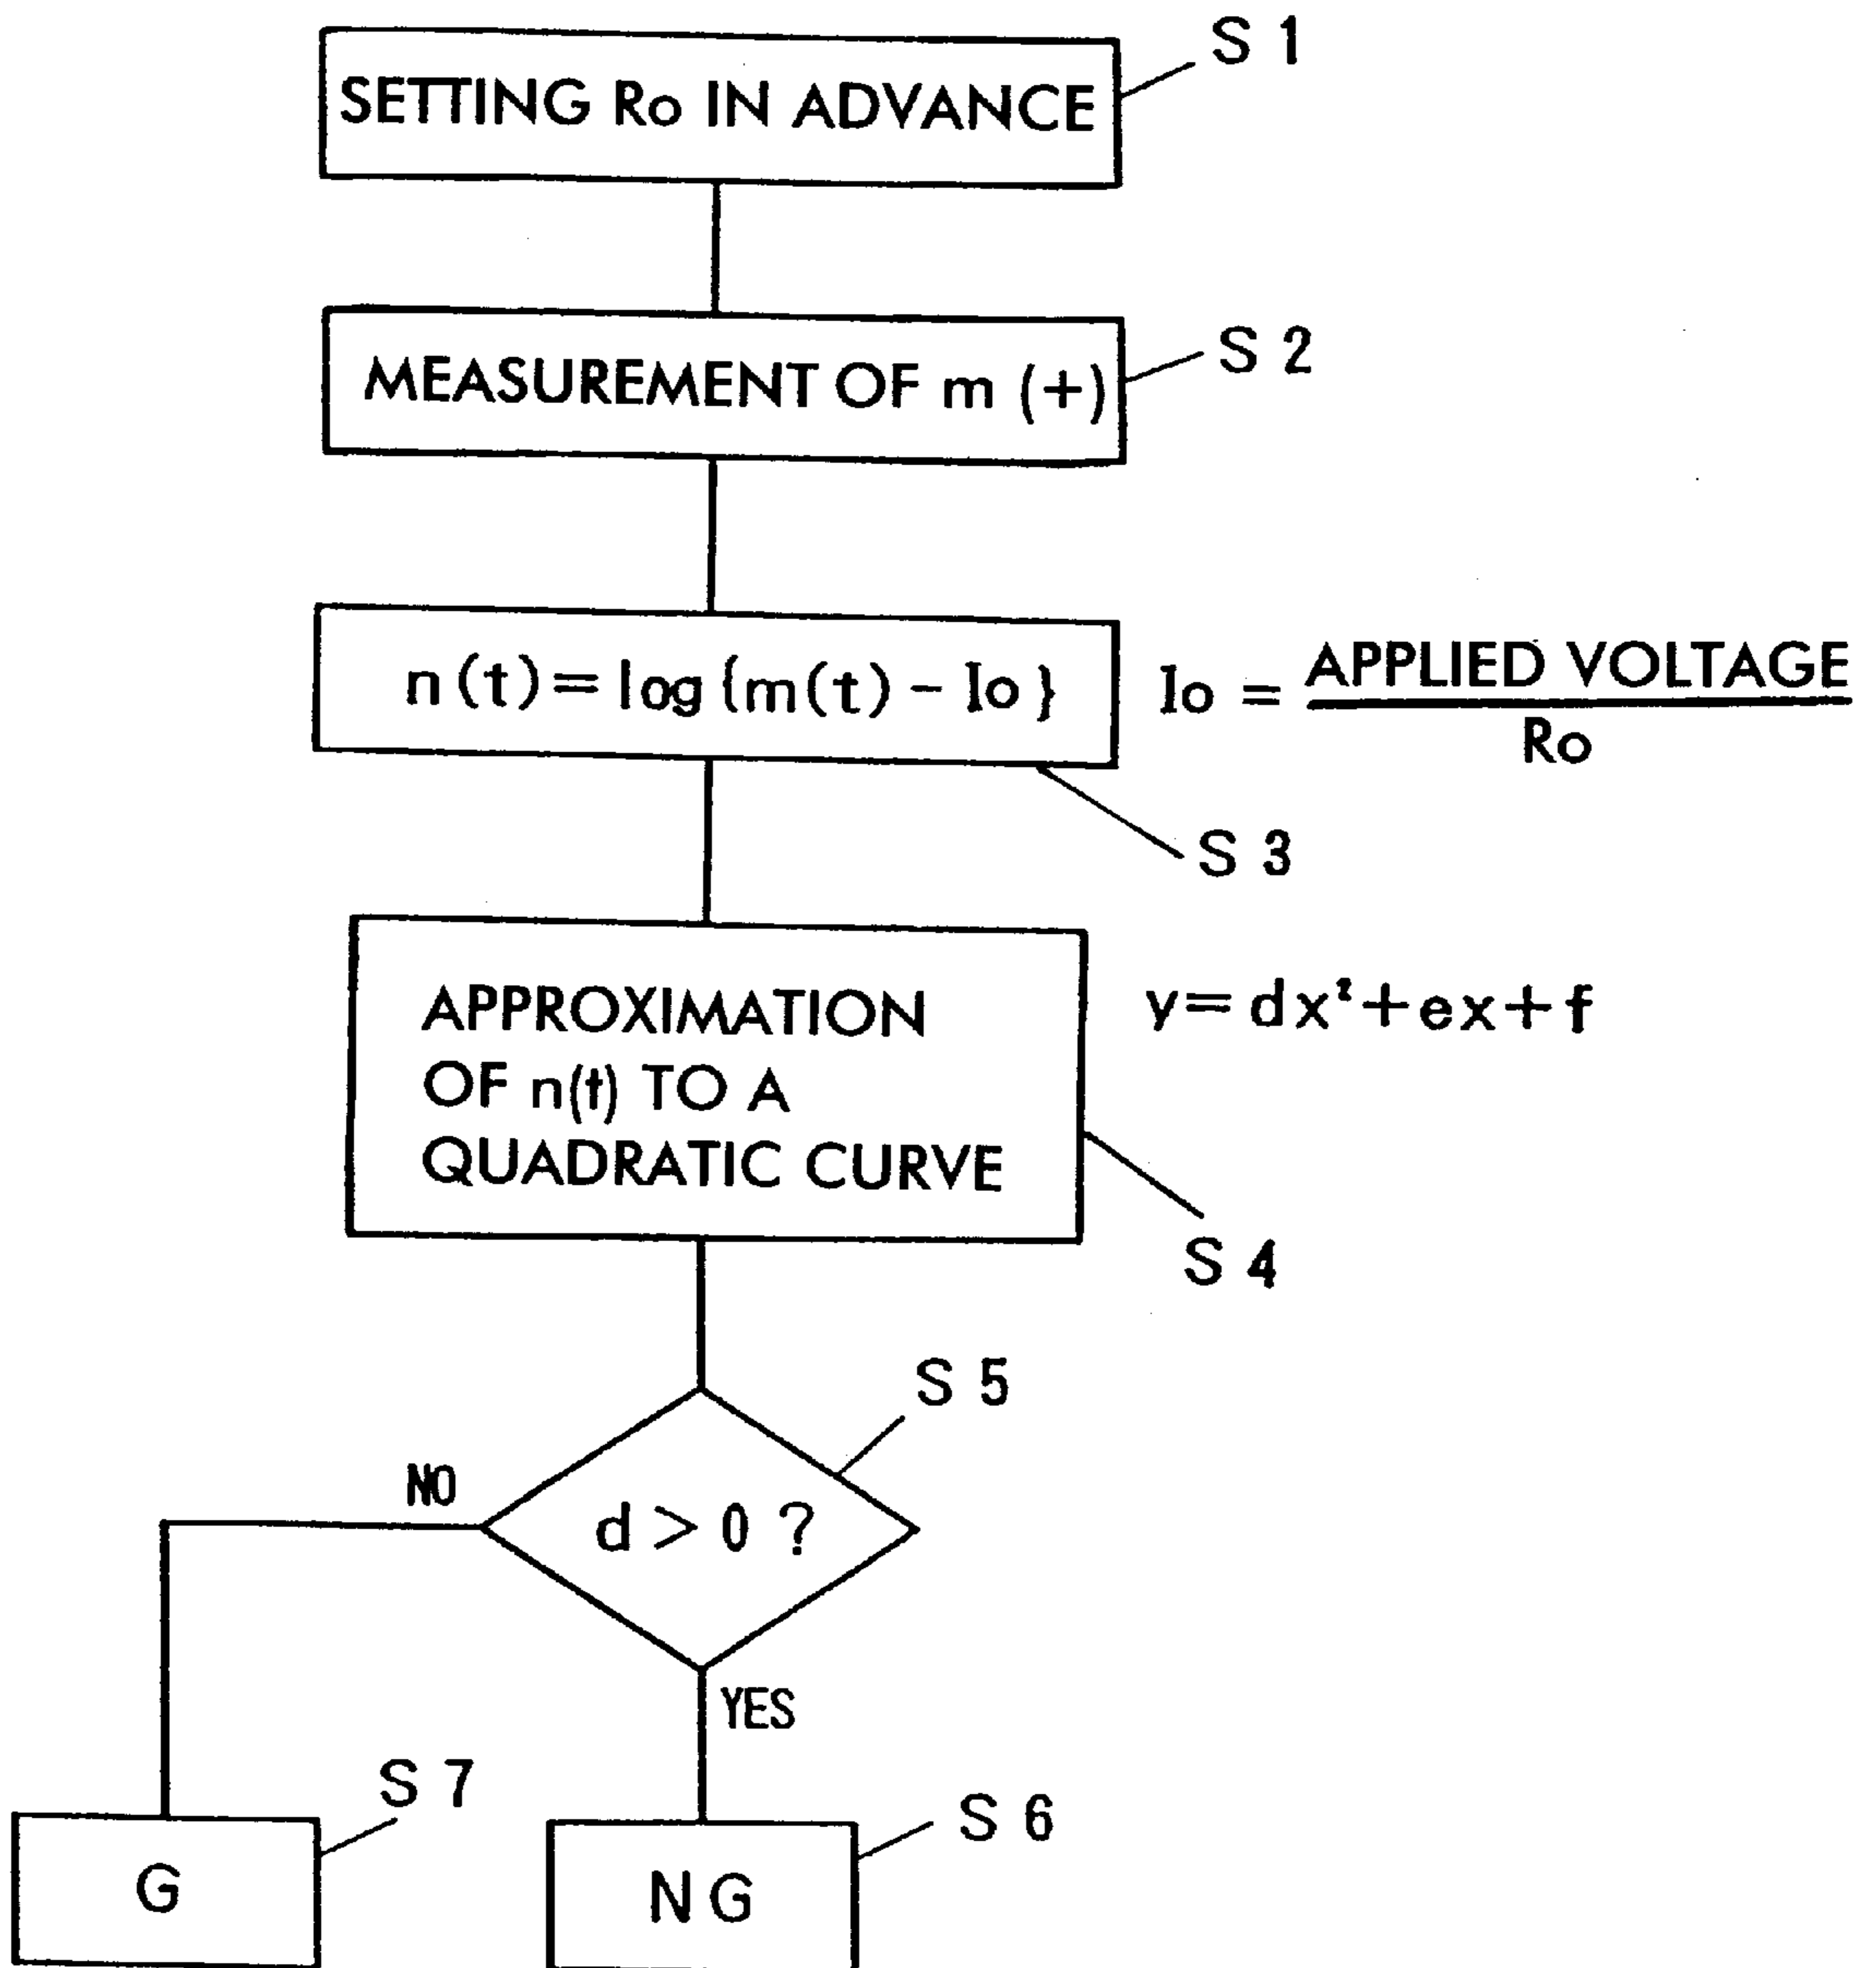 S 1
SETTING Ro IN ADVANCE
MEASUREMENT OF m (+)
S 2
n(t)=log{m(t)-Io}
Io = APPLIED VOLTAGE
Ro
S 3
APPROXIMATION
OF n(t) TO A
QUADRATIC CURVE
y=dx²+ex+f
S 4
S 5
NO
d>0?
YES
S 7
S 6
G
NG